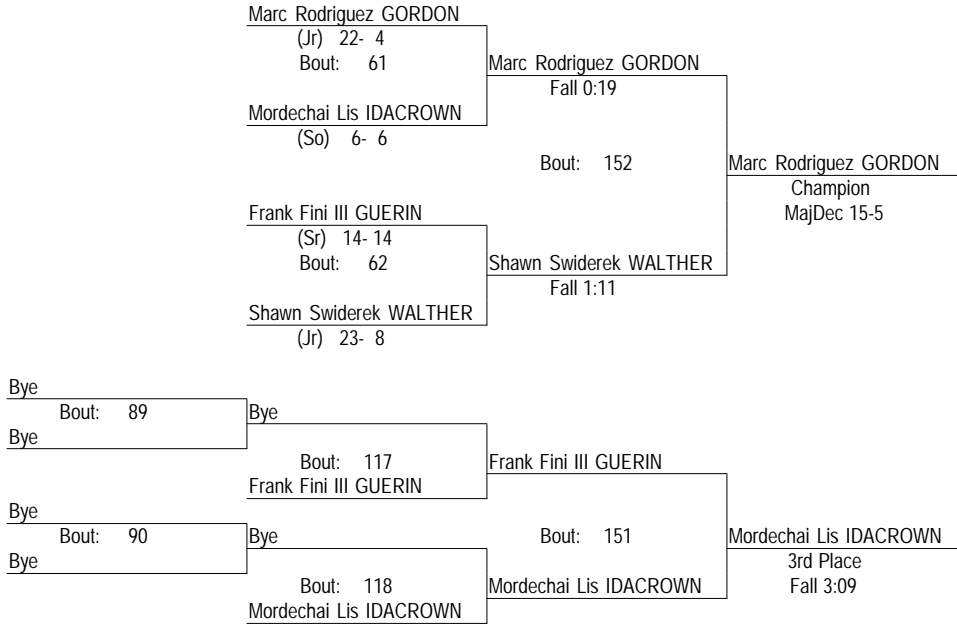 Marc Rodriguez GORDON
(Jr) 22- 4
Bout: 61
Marc Rodriguez GORDON
Fall 0:19
Mordechai Lis IDACROWN
(So) 6- 6
Bout: 152
Marc Rodriguez GORDON
Champion
MajDec 15-5
Frank Fini III GUERIN
(Sr) 14- 14
Bout: 62
Shawn Swiderek WALTHER
Fall 1:11
Shawn Swiderek WALTHER
(Jr) 23- 8
Bye
Bout: 89
Bye
Bye
Bout: 117
Frank Fini III GUERIN
Frank Fini III GUERIN
Bye
Bout: 90
Bye
Bout: 151
Mordechai Lis IDACROWN
Bye
3rd Place
Bout: 118
Mordechai Lis IDACROWN
Fall 3:09
Mordechai Lis IDACROWN